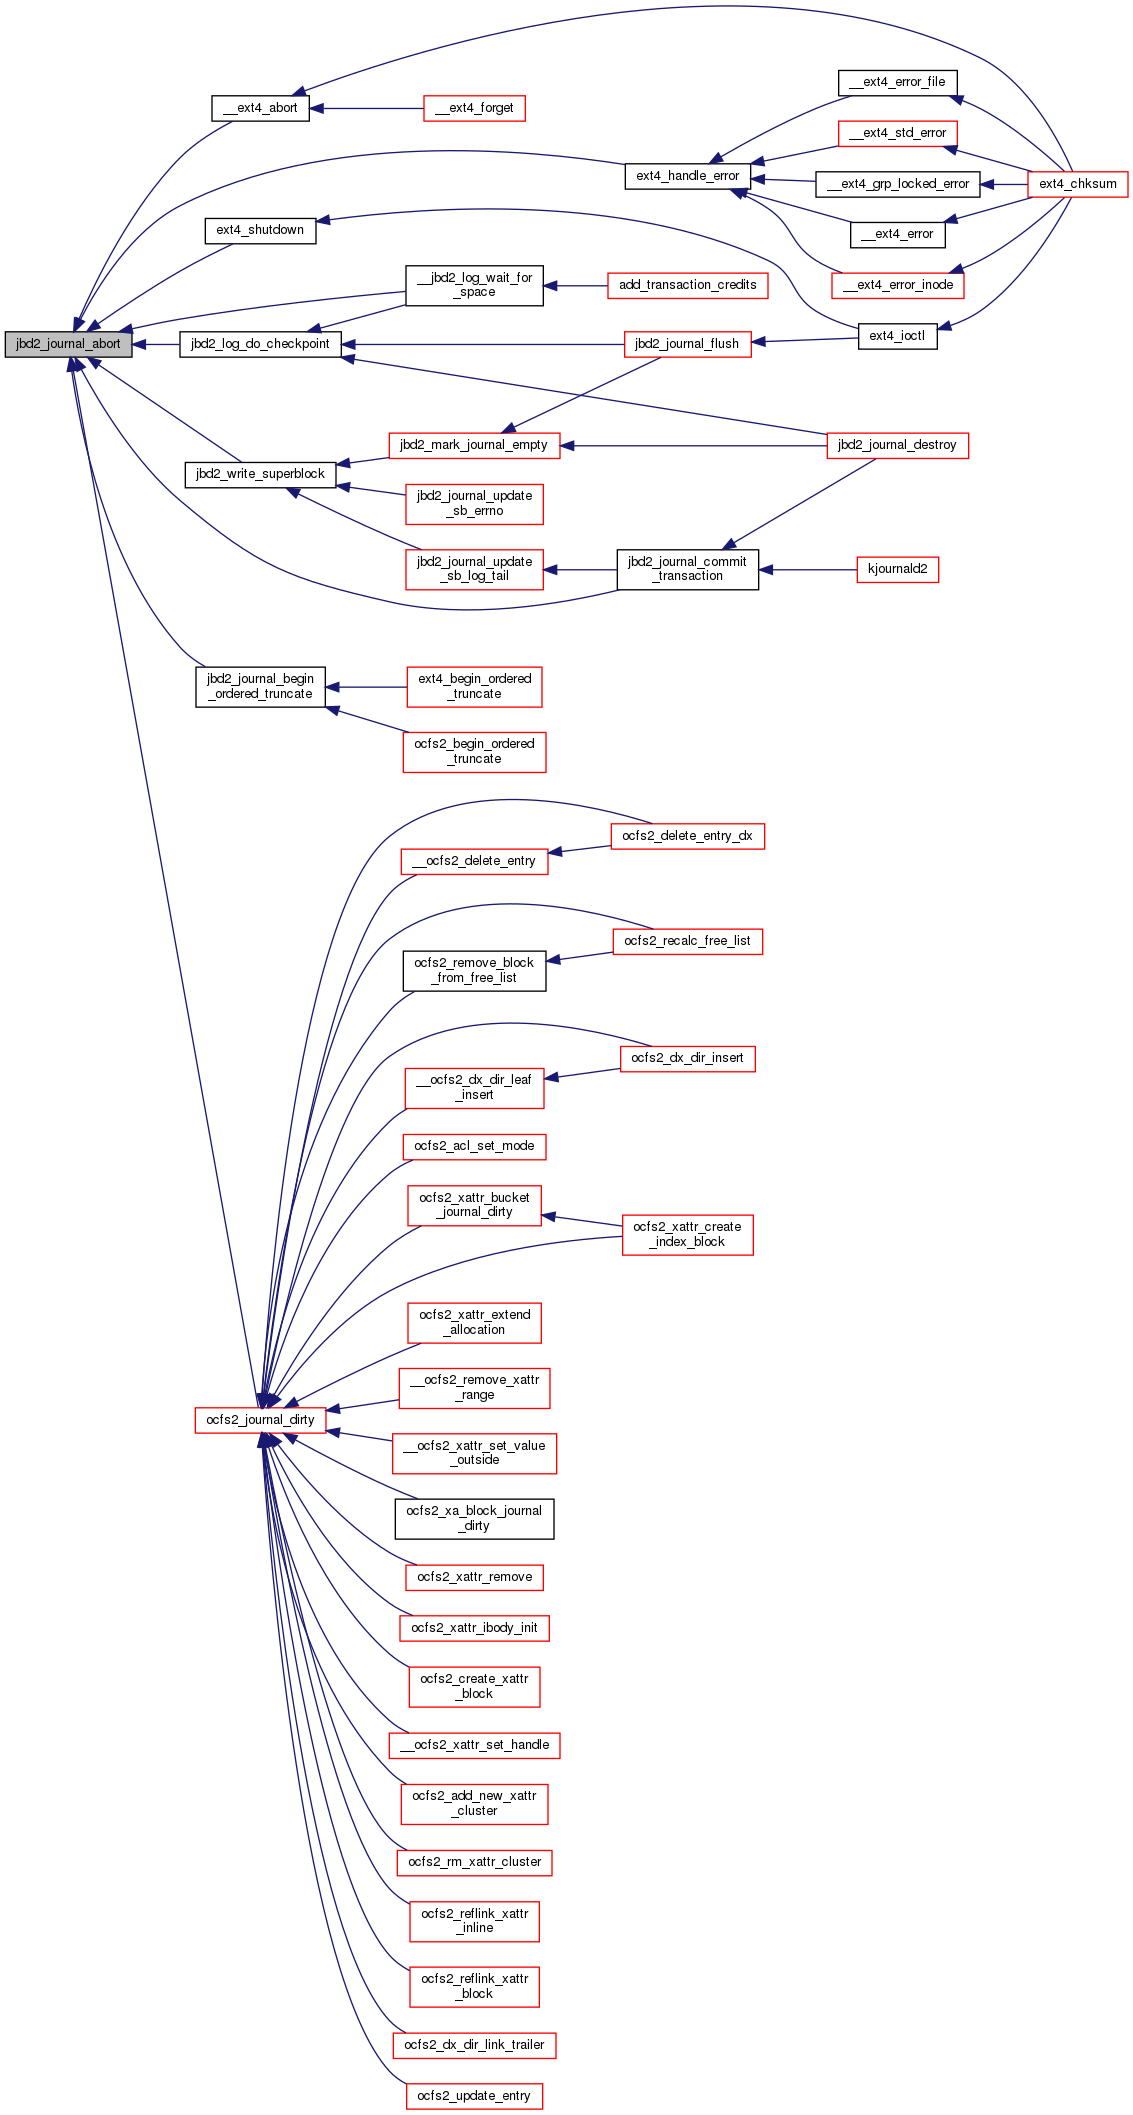 __ext4_error_file
__ext4_abort
__ext4_forget
__ext4_std_error
ext4_handle_error
__ext4_grp_locked_error
ext4_chksum
ext4_shutdown
__ext4_error
__jbd2_log_wait_for
_space
add_transaction_credits
__ext4_error_inode
jbd2_journal_abort
jbd2_log_do_checkpoint
jbd2_journal_flush
ext4_ioctl
jbd2_mark_journal_empty
jbd2_journal_destroy
jbd2_write_superblock
jbd2_journal_update
_sb_errno
jbd2_journal_update
_sb_log_tail
jbd2_journal_commit
_transaction
kjournald2
jbd2_journal_begin
_ordered_truncate
ext4_begin_ordered
_truncate
ocfs2_begin_ordered
_truncate
ocfs2_delete_entry_dx
__ocfs2_delete_entry
ocfs2_recalc_free_list
ocfs2_remove_block
_from_free_list
ocfs2_dx_dir_insert
__ocfs2_dx_dir_leaf
_insert
ocfs2_acl_set_mode
ocfs2_xattr_bucket
_journal_dirty
ocfs2_xattr_create
_index_block
ocfs2_xattr_extend
_allocation
__ocfs2_remove_xattr
_range
ocfs2_journal_dirty
__ocfs2_xattr_set_value
_outside
ocfs2_xa_block_journal
_dirty
ocfs2_xattr_remove
ocfs2_xattr_ibody_init
ocfs2_create_xattr
_block
__ocfs2_xattr_set_handle
ocfs2_add_new_xattr
_cluster
ocfs2_rm_xattr_cluster
ocfs2_reflink_xattr
_inline
ocfs2_reflink_xattr
_block
ocfs2_dx_dir_link_trailer
ocfs2_update_entry